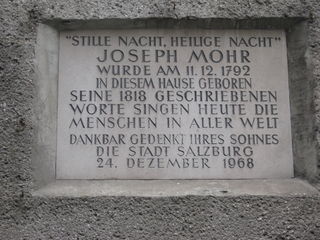 "STILLE NACHT, HEILIGE NACHT"
JOSEPH MOHR
WURDE AM 11. 12. 1792
IN DIESEM HAUSE GEBOREN
SEINE 1818 GESCHRIEBENEN
WORTE SINGEN HEUTE DIE
MENSCHEN IN ALLER WELT
DANKBAR GEDENKT IHRES SOHNES
DIE STADT SALZBURG
24. DEZEMBER 1968